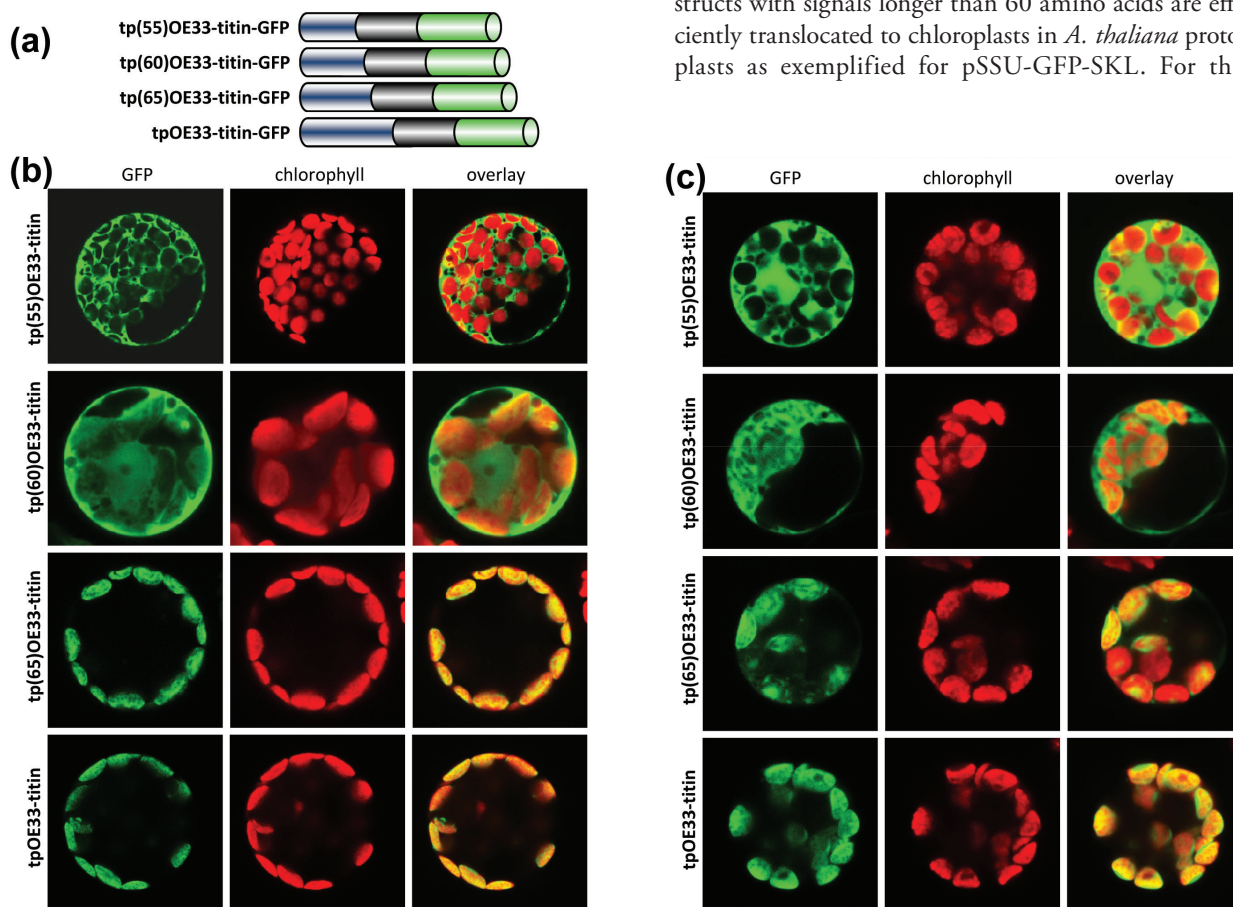 (a)
tp(55)OE33-titin-GFP
tp(60)OE33-titin-GFP
tp(65)OE33-titin-GFP
tpOE33-titin-GFP
structs with signals longer than 60 amino acids are effi-
ciently translocated to chloroplasts in A. thaliana proto-
plasts as exemplified for pSSU-GFP-SKL. For th
(b)
GFP chlorophyll overlay
tp(55)OE33-titin
tp(60)OE33-titin
tp(65)OE33-titin
tpOE33-titin
(c)
GFP chlorophyll overlay
tp(55)OE33-titin
tp(60)OE33-titin
tp(65)OE33-titin
tpOE33-titin